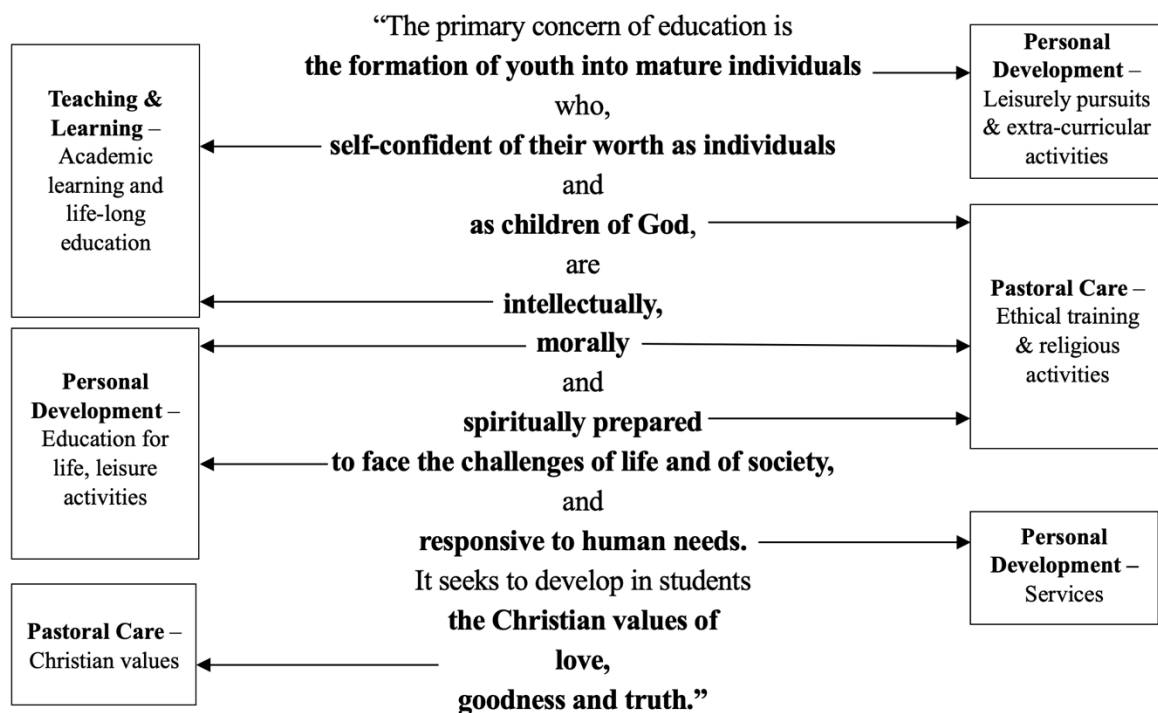 “The primary concern of education is
the formation of youth into mature individuals
who,
self-confident of their worth as individuals
and
as children of God,
are
intellectually,
morally
and
spiritually prepared
to face the challenges of life and of society,
and
responsive to human needs.
It seeks to develop in students
the Christian values of
love,
goodness and truth.”
Teaching &
Learning –
Academic
learning and
life-long
education
Personal
Development –
Education for
life, leisure
activities
Pastoral Care –
Christian values
Personal
Development –
Leisurely pursuits
& extra-curricular
activities
Pastoral Care –
Ethical training
& religious
activities
Personal
Development –
Services